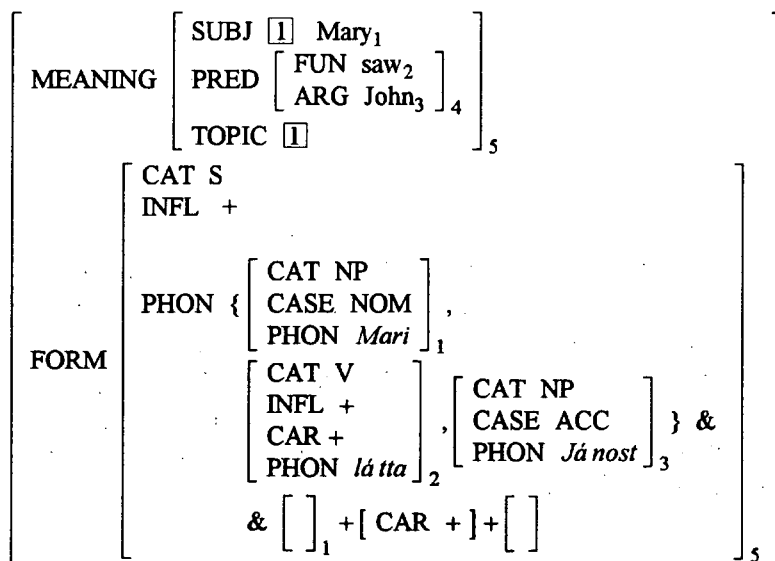 SUBJ [1] Mary₁
MEANING PRED [ FUN saw₂
ARG John₃ ]₄
TOPIC [1] ]₅
CAT S
INFL +
CAT NP
PHON { CASE NOM ,
PHON Mari ]₁
FORM
CAT V
INFL + CAT NP
CAR + , CASE ACC } &
PHON látta ]₂ PHON Jánost ]₃
& [ ]₁ + [ CAR + ] + [ ] ]₅